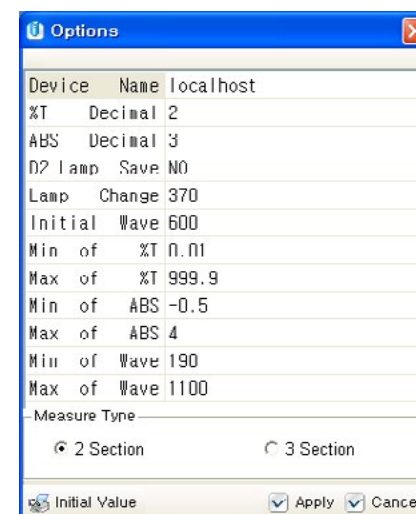 Options
Device Name localhost
%T Decimal 2
ABS Decimal 3
D2 Lamp Save NO
Lamp Change 370
Initial Wave 600
Min of %T 0.01
Max of %T 999.9
Min of ABS -0.5
Max of ABS 4
Min of Wave 190
Max of Wave 1100
Measure Type
2 Section 3 Section
Initial Value Apply Cance